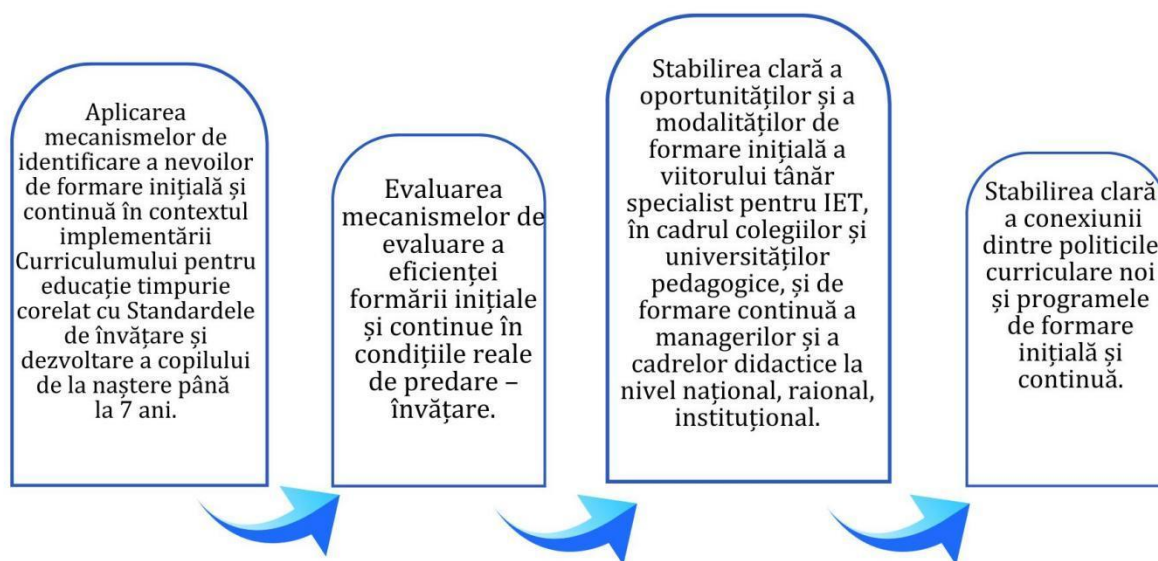 Aplicarea
mecanismelor de
identificare a nevoilor
de formare inițială și
continuă în contextul
implementării
Curriculumului pentru
educație timpurie
corelat cu Standardele
de învățare și
dezvoltare a copilului
de la naștere până
la 7 ani.
Evaluarea
mecanismelor de
evaluare a
eficienței
formării inițiale
și continue în
condițiile reale
de predare –
învățare.
Stabilirea clară a
oportunităților și a
modalităților de
formare inițială a
viitorului tânăr
specialist pentru IET,
în cadrul colegiilor și
universităților
pedagogice, și de
formare continuă a
managerilor și a
cadrelor didactice la
nivel național, raional,
instituțional.
Stabilirea clară
a conexiunii
dintre politicile
curriculare noi
și programele
de formare
inițială și
continuă.